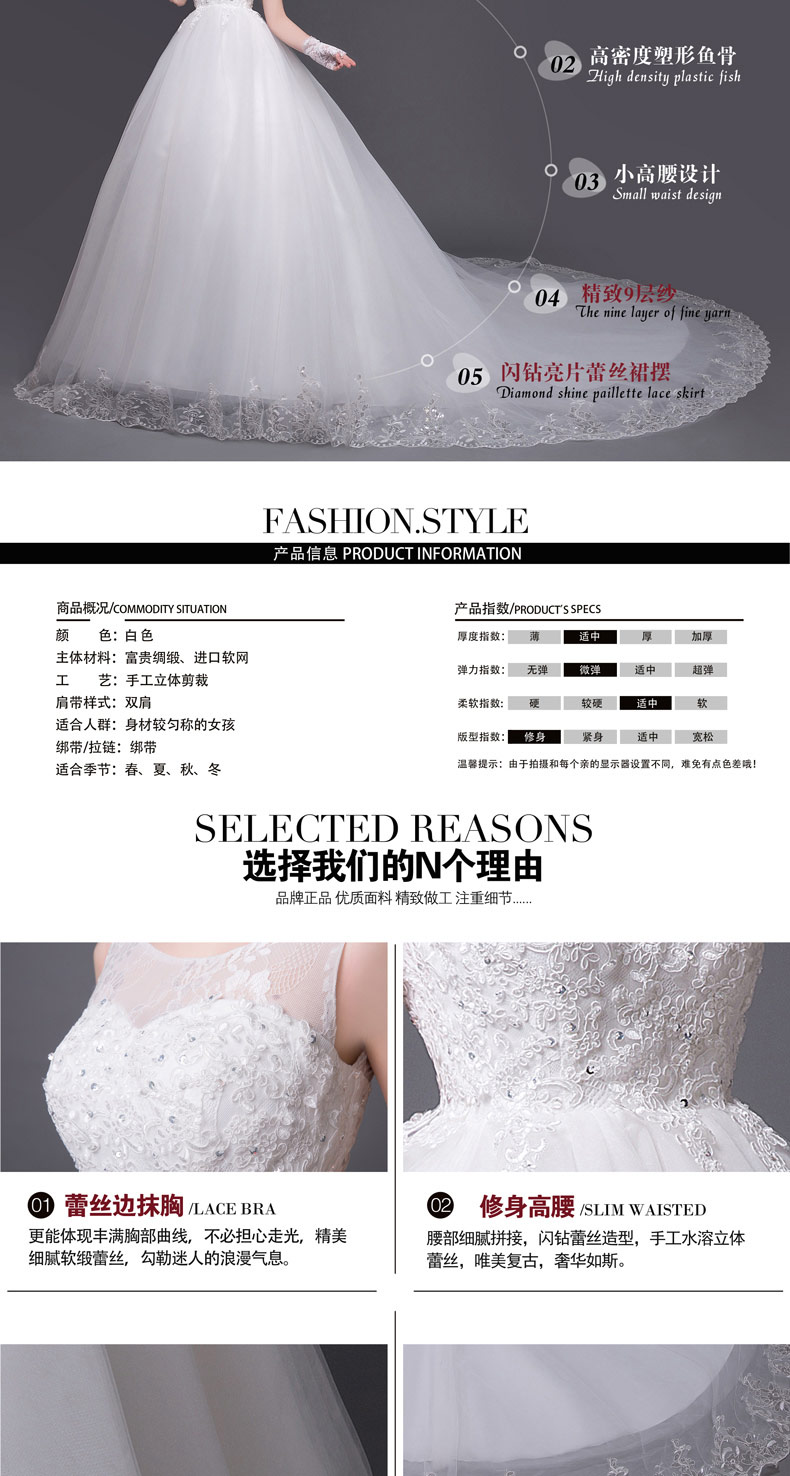 02 高密度塑形鱼骨
High density plastic fish
03 小高腰设计
Small waist design
04 精致9层纱
The nine layer of fine yarn
05 闪钻亮片蕾丝裙摆
Diamond shine paillette lace skirt
FASHION.STYLE
产品信息 PRODUCT INFORMATION
商品概况/COMMODITY SITUATION
颜 色：白色
主体材料：富贵绸缎、进口软网
工 艺：手工立体剪裁
肩带样式：双肩
适合人群：身材较匀称的女孩
绑带/拉链：绑带
适合季节：春、夏、秋、冬
产品指数/PRODUCT'S SPECS
厚度指数： 薄 适中 厚 加厚
弹力指数： 无弹 微弹 适中 超弹
柔软指数： 硬 较硬 适中 软
版型指数： 修身 紧身 适中 宽松
温馨提示：由于拍摄和每个亲的显示器设置不同，难免有点色差哦！
SELECTED REASONS
选择我们的N个理由
品牌正品 优质面料 精致做工 注重细节......
01 蕾丝边抹胸 /LACE BRA
更能体现丰满胸部曲线，不必担心走光，精美
细腻软缎蕾丝，勾勒迷人的浪漫气息。
02 修身高腰 /SLIM WAISTED
腰部细腻拼接，闪钻蕾丝造型，手工水溶立体
蕾丝，唯美复古，奢华如斯。